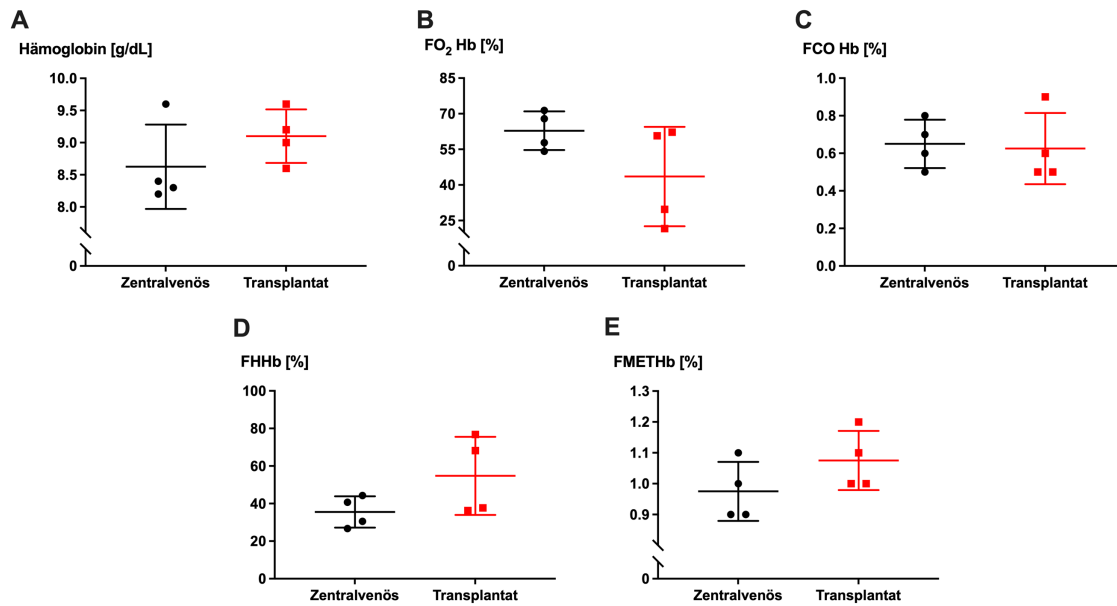 A
Hämoglobin [g/dL]
10.0
9.5
9.0
8.5
8.0
0
Zentralvenös
Transplantat
B
FO₂ Hb [%]
85
70
55
40
25
0
Zentralvenös
Transplantat
C
FCO Hb [%]
1.0
0.8
0.6
0.4
0.2
0.0
Zentralvenös
Transplantat
D
FHHb [%]
100
80
60
40
20
0
Zentralvenös
Transplantat
E
FMETHb [%]
1.3
1.2
1.1
1.0
0.9
0
Zentralvenös
Transplantat